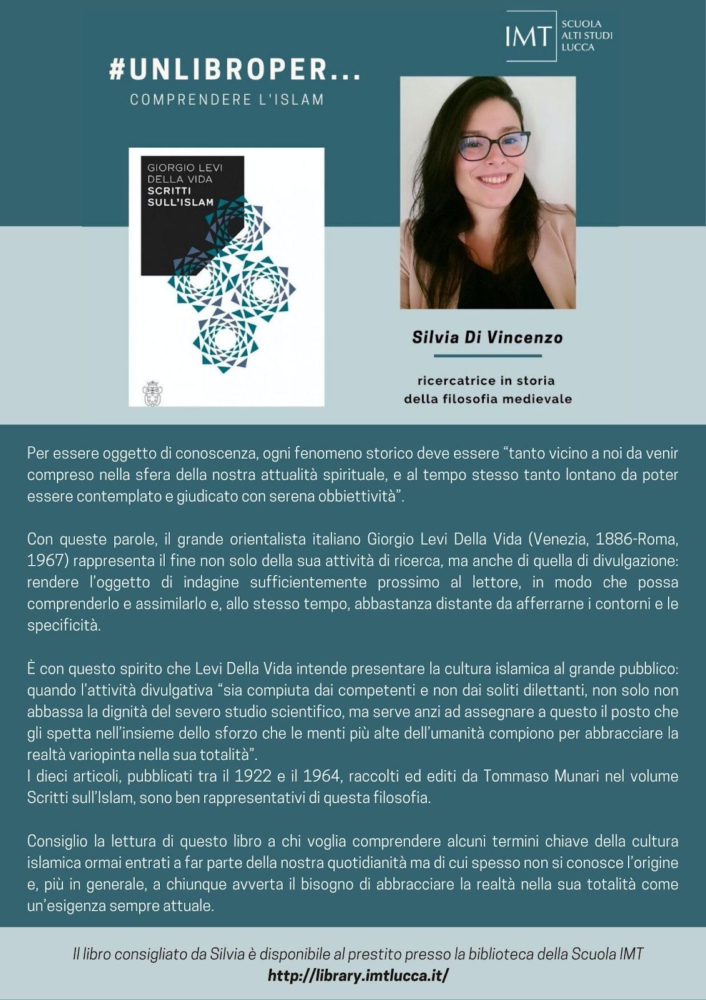 IMT SCUOLA
ALTI STUDI
LUCCA
#UNLIBROPER...
COMPRENDERE L'ISLAM
GIORGIO LEVI
DELLA VIDA
SCRITTI
SULL'ISLAM
Silvia Di Vincenzo
ricercatrice in storia
della filosofia medievale
Per essere oggetto di conoscenza, ogni fenomeno storico deve essere “tanto vicino a noi da venir
compreso nella sfera della nostra attualità spirituale, e al tempo stesso tanto lontano da poter
essere contemplato e giudicato con serena obbiettività”.
Con queste parole, il grande orientalista italiano Giorgio Levi Della Vida (Venezia, 1886-Roma,
1967) rappresenta il fine non solo della sua attività di ricerca, ma anche di quella di divulgazione:
rendere l’oggetto di indagine sufficientemente prossimo al lettore, in modo che possa
comprenderlo e assimilarlo e, allo stesso tempo, abbastanza distante da afferrarne i contorni e le
specificità.
È con questo spirito che Levi Della Vida intende presentare la cultura islamica al grande pubblico:
quando l’attività divulgativa “sia compiuta dai competenti e non dai soliti dilettanti, non solo non
abbassa la dignità del severo studio scientifico, ma serve anzi ad assegnare a questo il posto che
gli spetta nell’insieme dello sforzo che le menti più alte dell’umanità compiono per abbracciare la
realtà variopinta nella sua totalità”.
I dieci articoli, pubblicati tra il 1922 e il 1964, raccolti ed editi da Tommaso Munari nel volume
Scritti sull’Islam, sono ben rappresentativi di questa filosofia.
Consiglio la lettura di questo libro a chi voglia comprendere alcuni termini chiave della cultura
islamica ormai entrati a far parte della nostra quotidianità ma di cui spesso non si conosce l’origine
e, più in generale, a chiunque avverta il bisogno di abbracciare la realtà nella sua totalità come
un’esigenza sempre attuale.
Il libro consigliato da Silvia è disponibile al prestito presso la biblioteca della Scuola IMT
http://library.imtlucca.it/